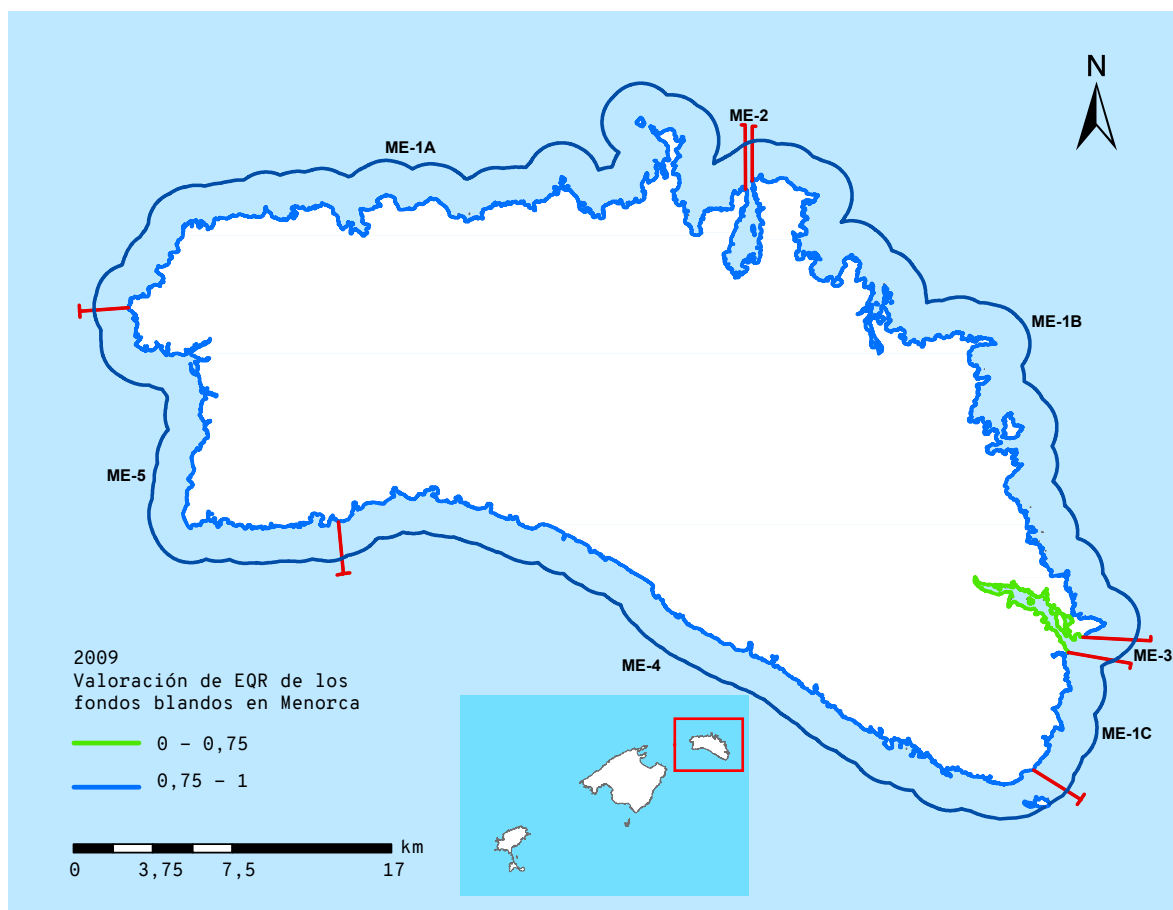 N
ME-2
ME-1A
ME-1B
ME-5
ME-3
ME-4
ME-1C
2009
Valoración de EQR de los
fondos blandos en Menorca
0 – 0,75
0,75 – 1
km
0 3,75 7,5 17